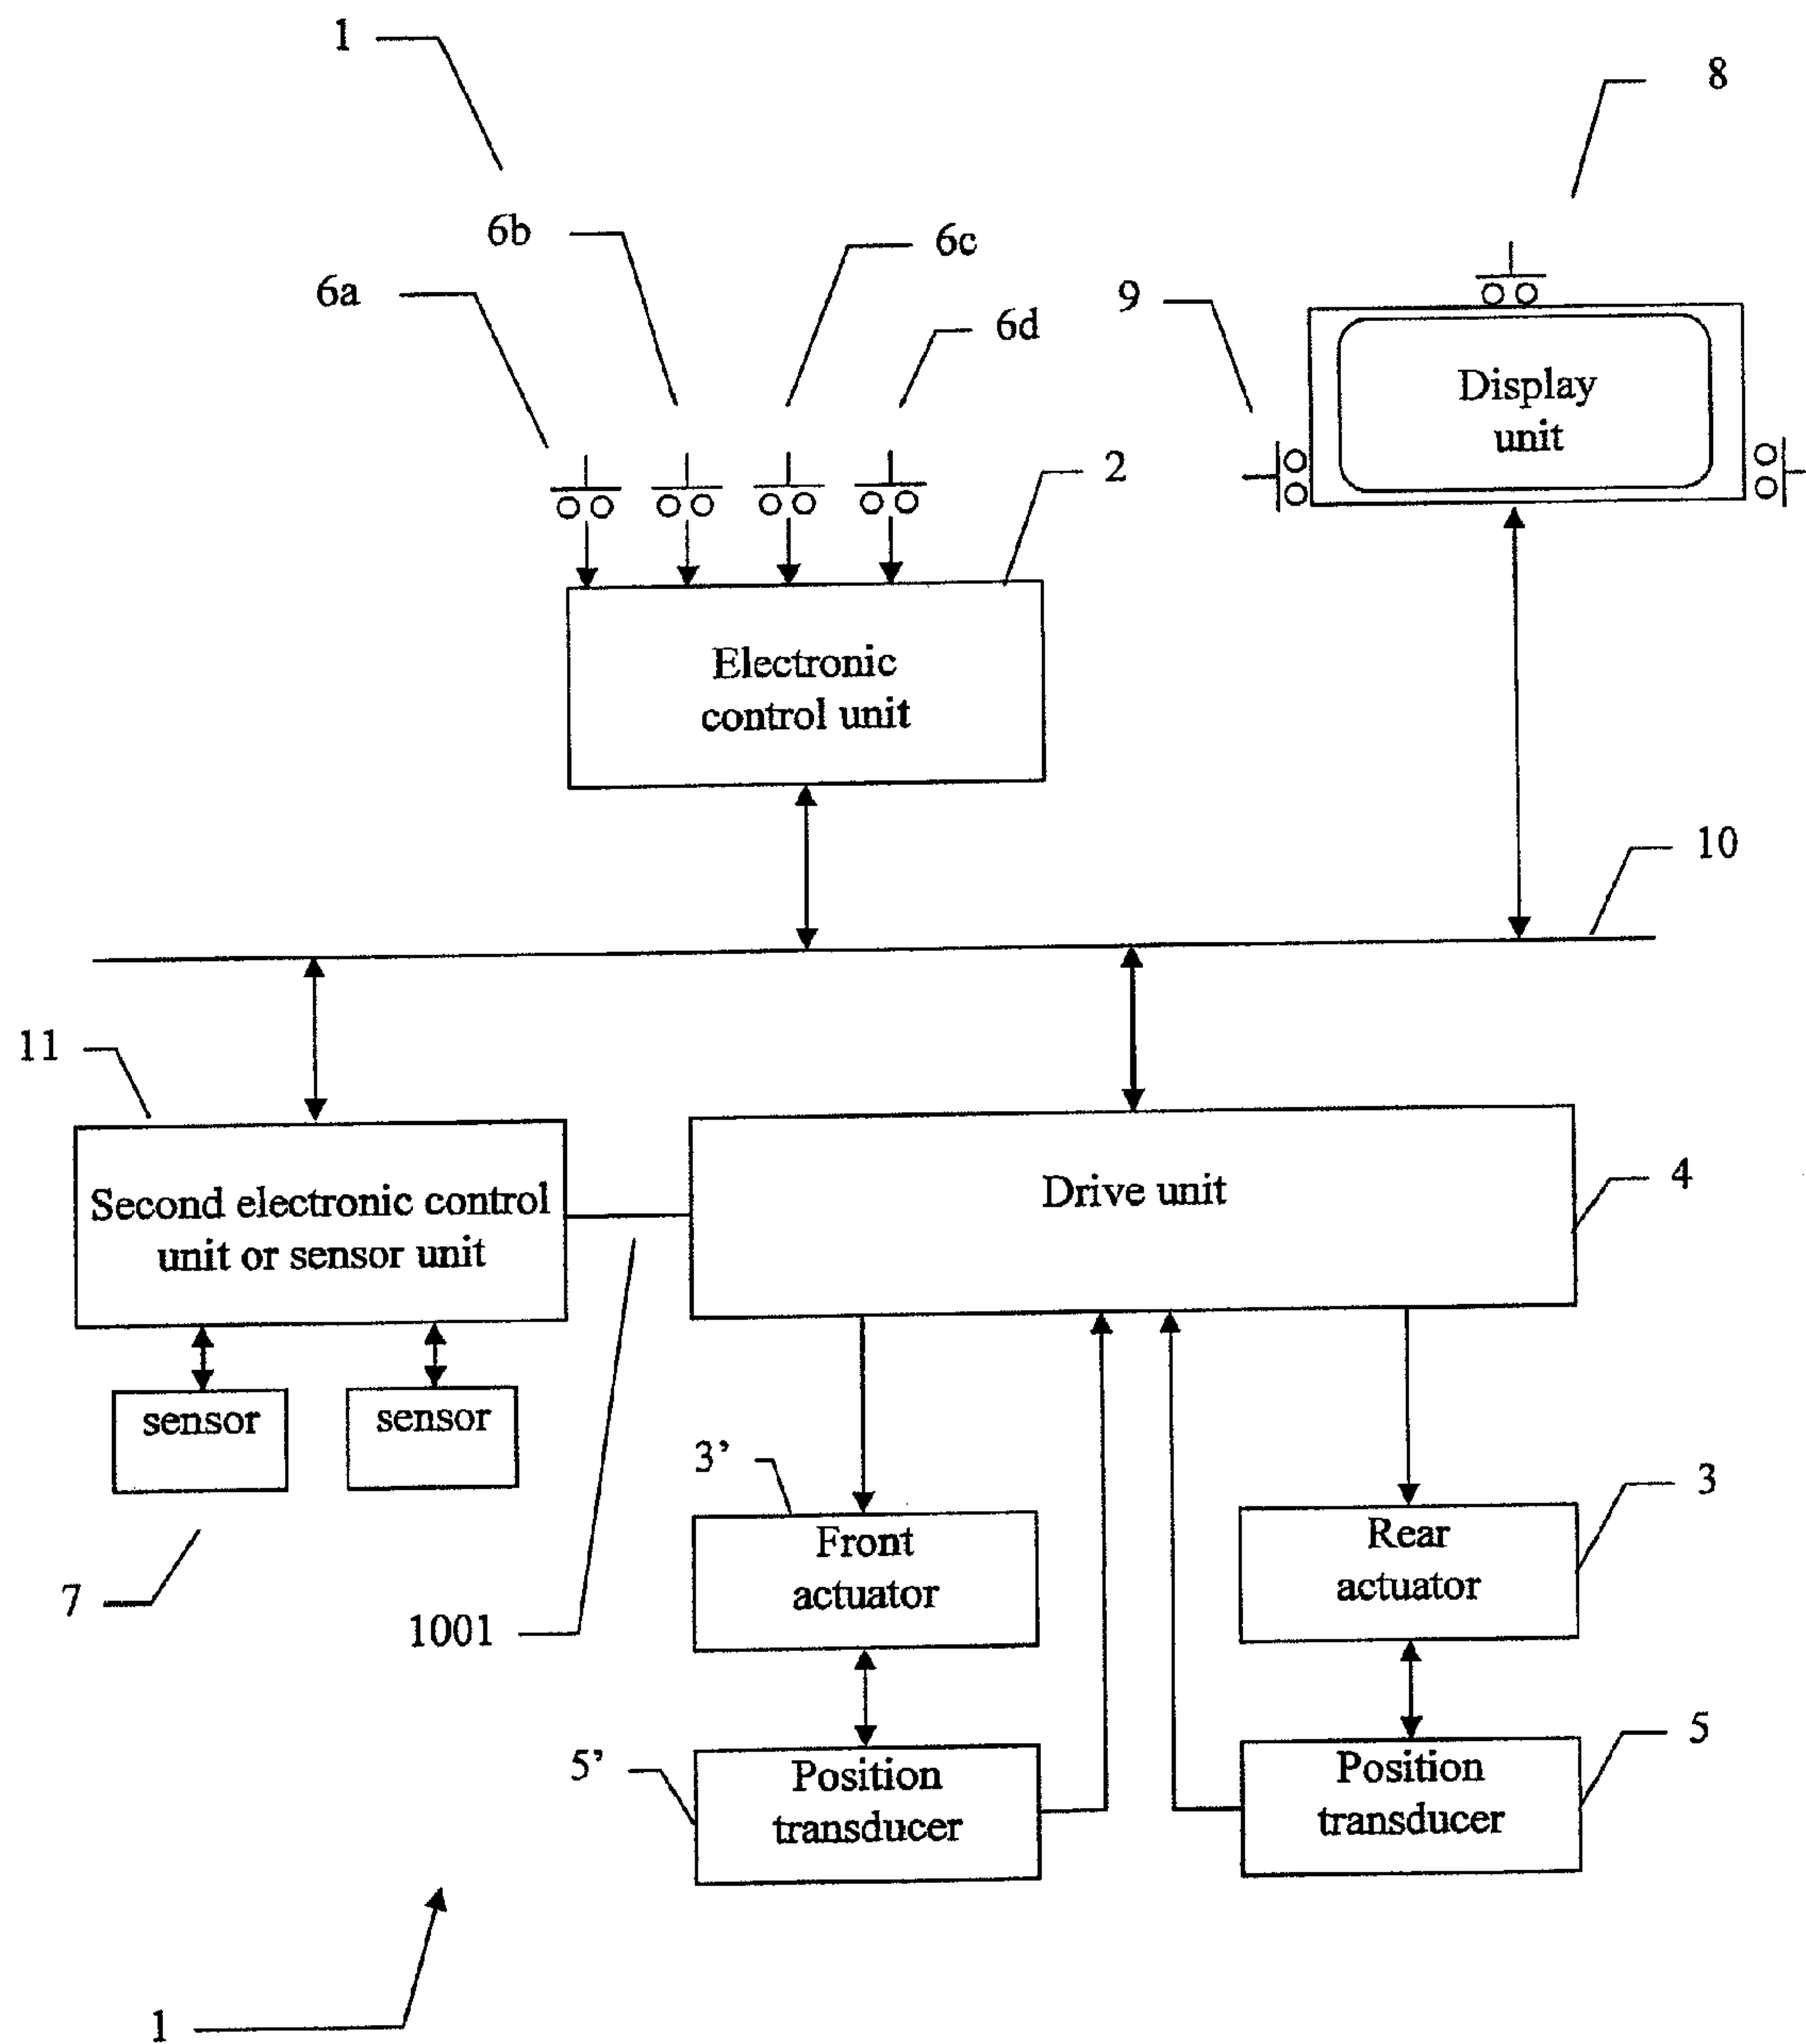 1
8
6b
6c
6a
9
6d
Display
unit
2
Electronic
control unit
10
11
Second electronic control
unit or sensor unit
Drive unit
4
sensor
sensor
3’
3
Front
actuator
Rear
actuator
7
1001
5’
5
Position
transducer
Position
transducer
1